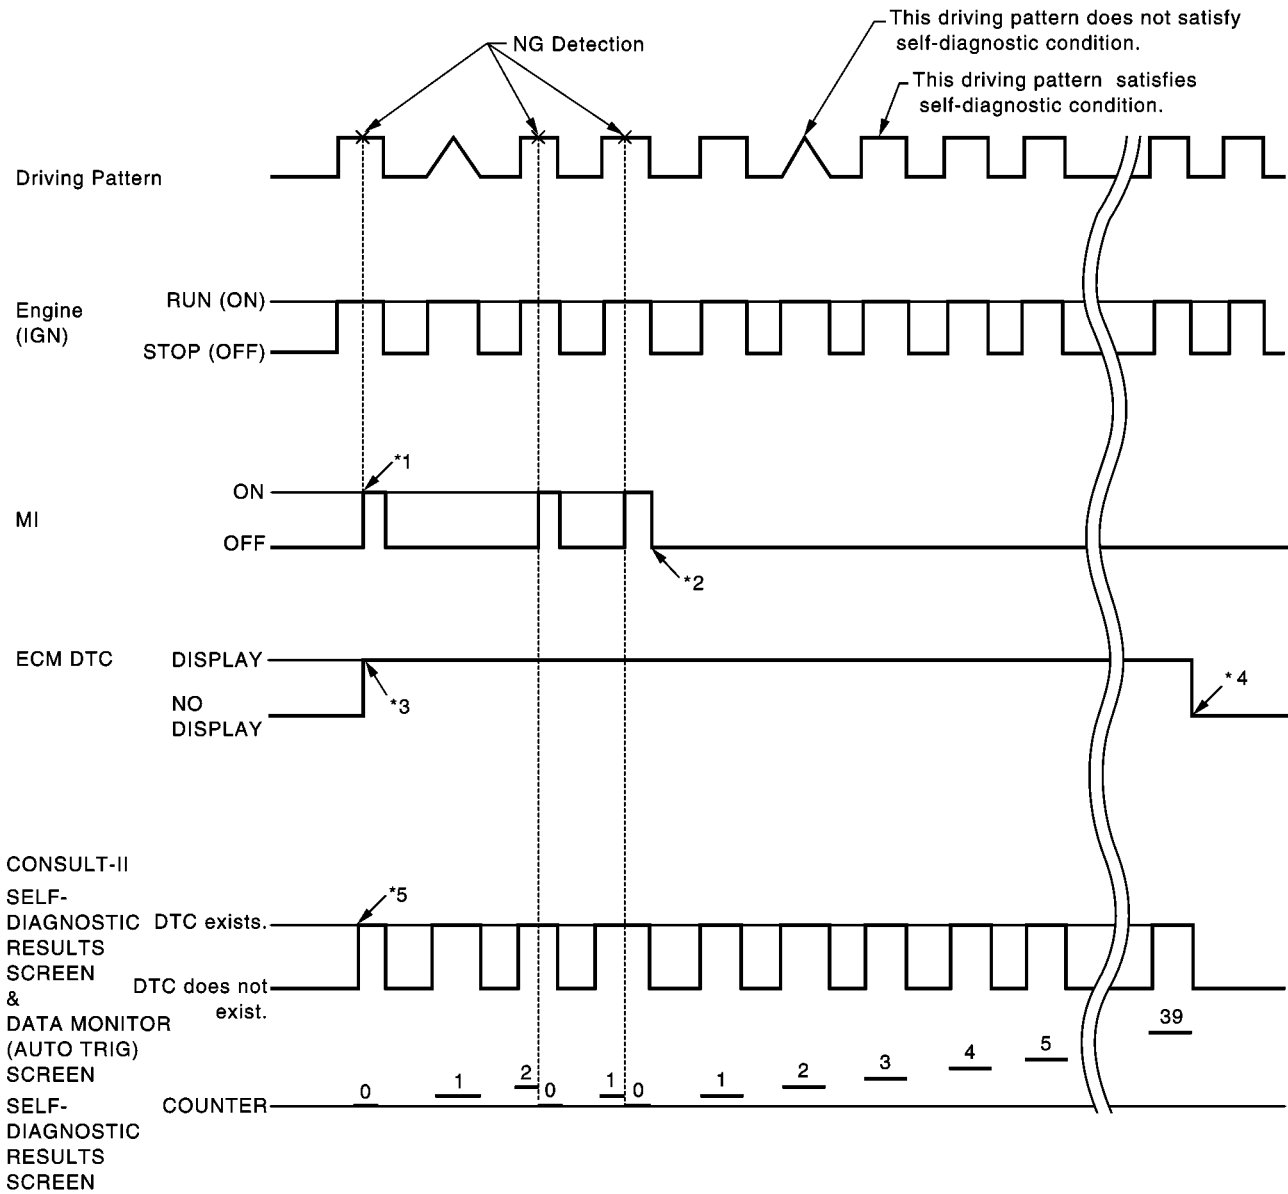 This driving pattern does not satisfy
self-diagnostic condition.
NG Detection
This driving pattern satisfies
self-diagnostic condition.
Driving Pattern
Engine
(IGN)
RUN (ON)
STOP (OFF)
*1
MI
ON
OFF
*2
ECM DTC
DISPLAY
NO
DISPLAY
*3
*4
CONSULT-II
SELF-
DIAGNOSTIC
RESULTS
SCREEN
&
DATA MONITOR
(AUTO TRIG)
SCREEN
*5
DTC exists.
DTC does not
exist.
SELF-
DIAGNOSTIC
RESULTS
SCREEN
COUNTER
0
1
2
0
1
0
1
2
3
4
5
39